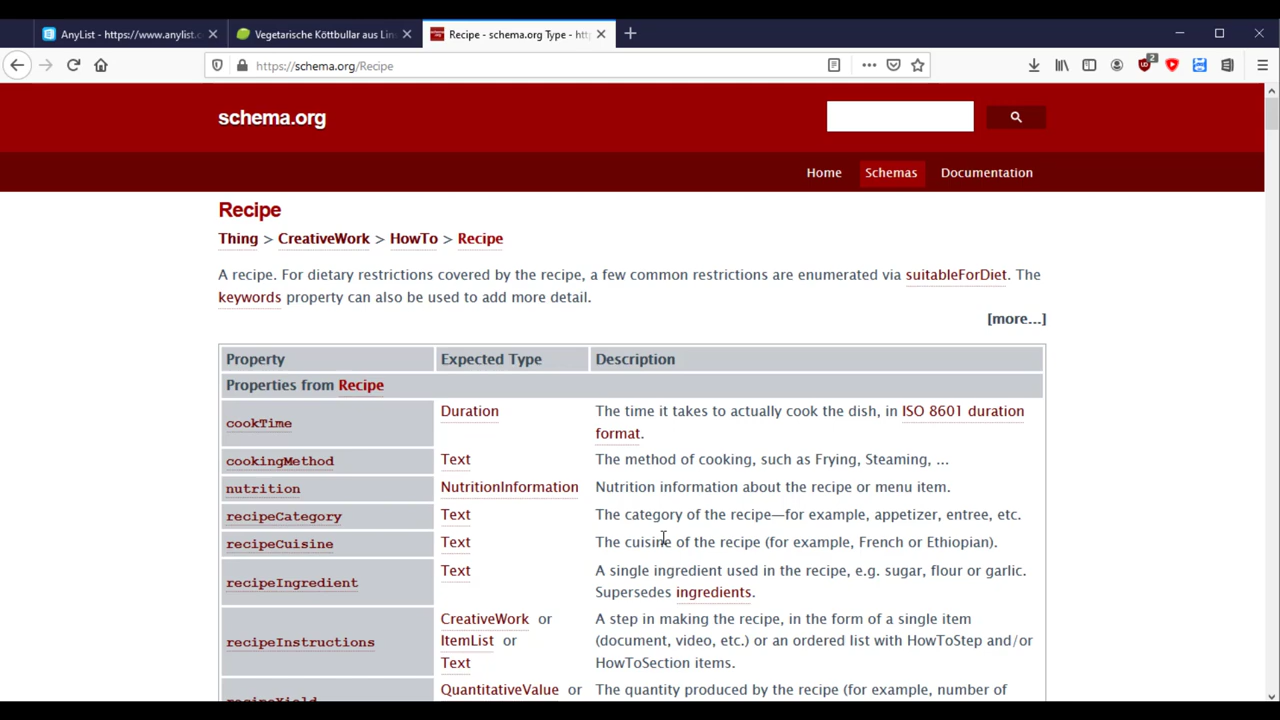 AnyList - https://www.anylist.c
Vegetarische Köttbullar aus Lin
Recipe - schema.org Type - htt
https://schema.org/Recipe
2
schema.org
Home Schemas Documentation
Recipe
Thing > CreativeWork > HowTo > Recipe
A recipe. For dietary restrictions covered by the recipe, a few common restrictions are enumerated via suitableForDiet. The
keywords property can also be used to add more detail.
[more...]
Property Expected Type Description
Properties from Recipe
cookTime Duration The time it takes to actually cook the dish, in ISO 8601 duration
format.
cookingMethod Text The method of cooking, such as Frying, Steaming, ...
nutrition NutritionInformation Nutrition information about the recipe or menu item.
recipeCategory Text The category of the recipe—for example, appetizer, entree, etc.
recipeCuisine Text The cuisine of the recipe (for example, French or Ethiopian).
recipeIngredient Text A single ingredient used in the recipe, e.g. sugar, flour or garlic.
Supersedes ingredients.
recipeInstructions CreativeWork or ItemList or Text A step in making the recipe, in the form of a single item
(document, video, etc.) or an ordered list with HowToStep and/or
HowToSection items.
recipeYield QuantitativeValue or The quantity produced by the recipe (for example, number of